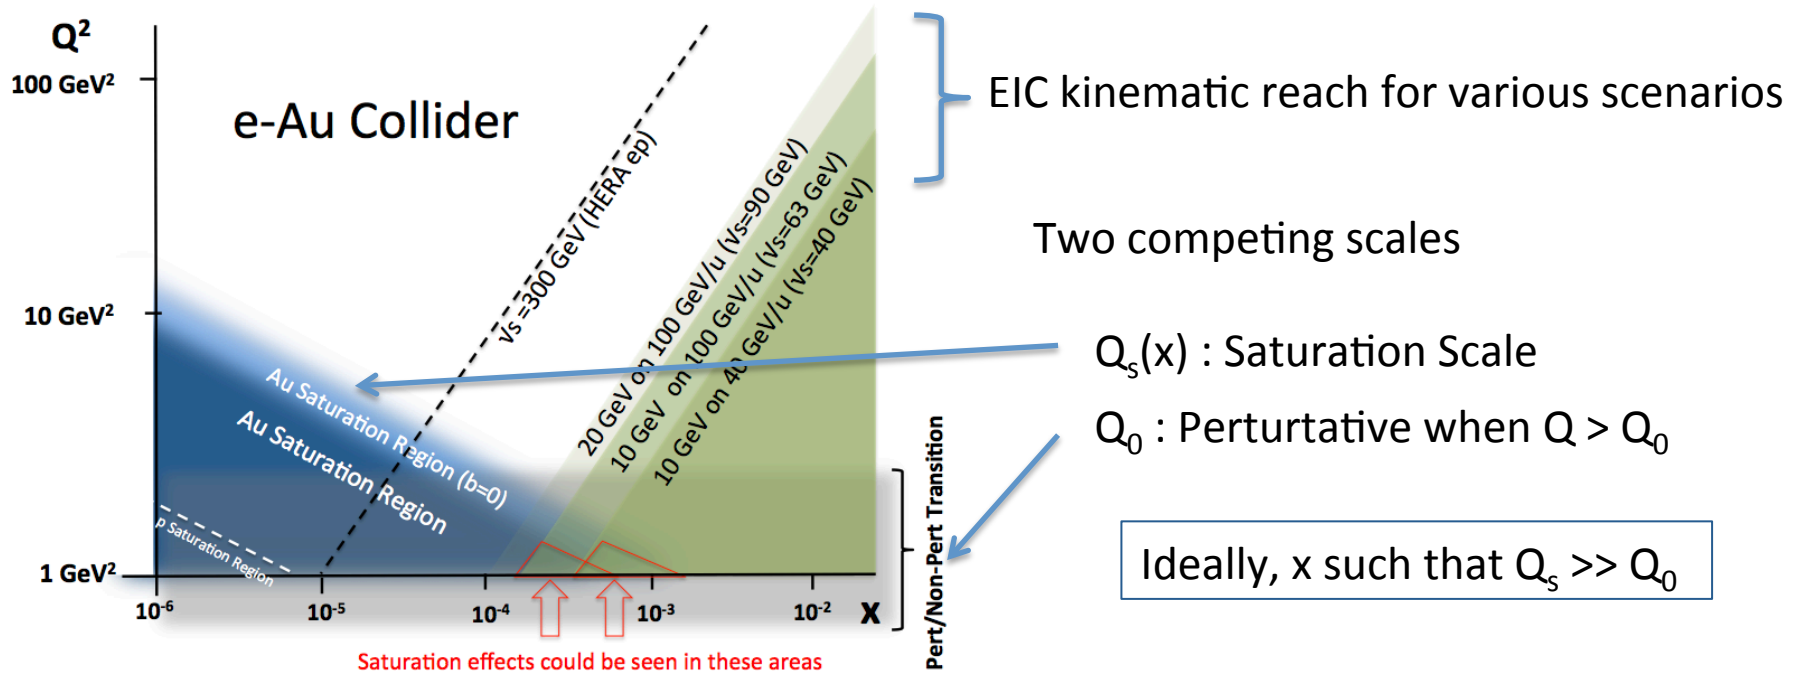 Q²
100 GeV²
10 GeV²
1 GeV²
e-Au Collider
√s =300 GeV (HERA ep)
20 GeV on 100 GeV/u (√s=90 GeV)
10 GeV on 100 GeV/u (√s=63 GeV)
10 GeV on 40 GeV/u (√s=40 GeV)
Au Saturation Region (b=0)
Au Saturation Region
p Saturation Region
10⁻⁶
10⁻⁵
10⁻⁴
10⁻³
10⁻²
X
Saturation effects could be seen in these areas
Pert/Non-Pert Transition
EIC kinematic reach for various scenarios
Two competing scales
Qₛ(x) : Saturation Scale
Q₀ : Perturtative when Q > Q₀
Ideally, x such that Qₛ >> Q₀